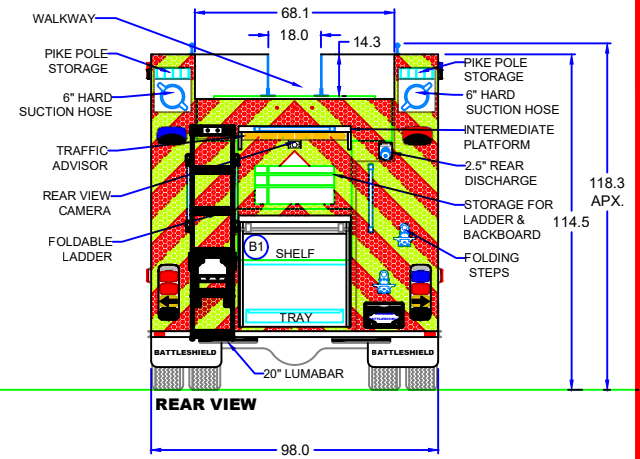 68.1
WALKWAY
18.0
14.3
PIKE POLE
STORAGE
PIKE POLE
STORAGE
6" HARD
SUCTION HOSE
6" HARD
SUCTION HOSE
INTERMEDIATE
PLATFORM
TRAFFIC
ADVISOR
2.5" REAR
DISCHARGE
118.3
APX.
114.5
REAR VIEW
CAMERA
STORAGE FOR
LADDER &
BACKBOARD
FOLDABLE
LADDER
B1
SHELF
FOLDING
STEPS
TRAY
BATTLESHIELD
BATTLESHIELD
BATTLESHIELD
20" LUMABAR
REAR VIEW
98.0